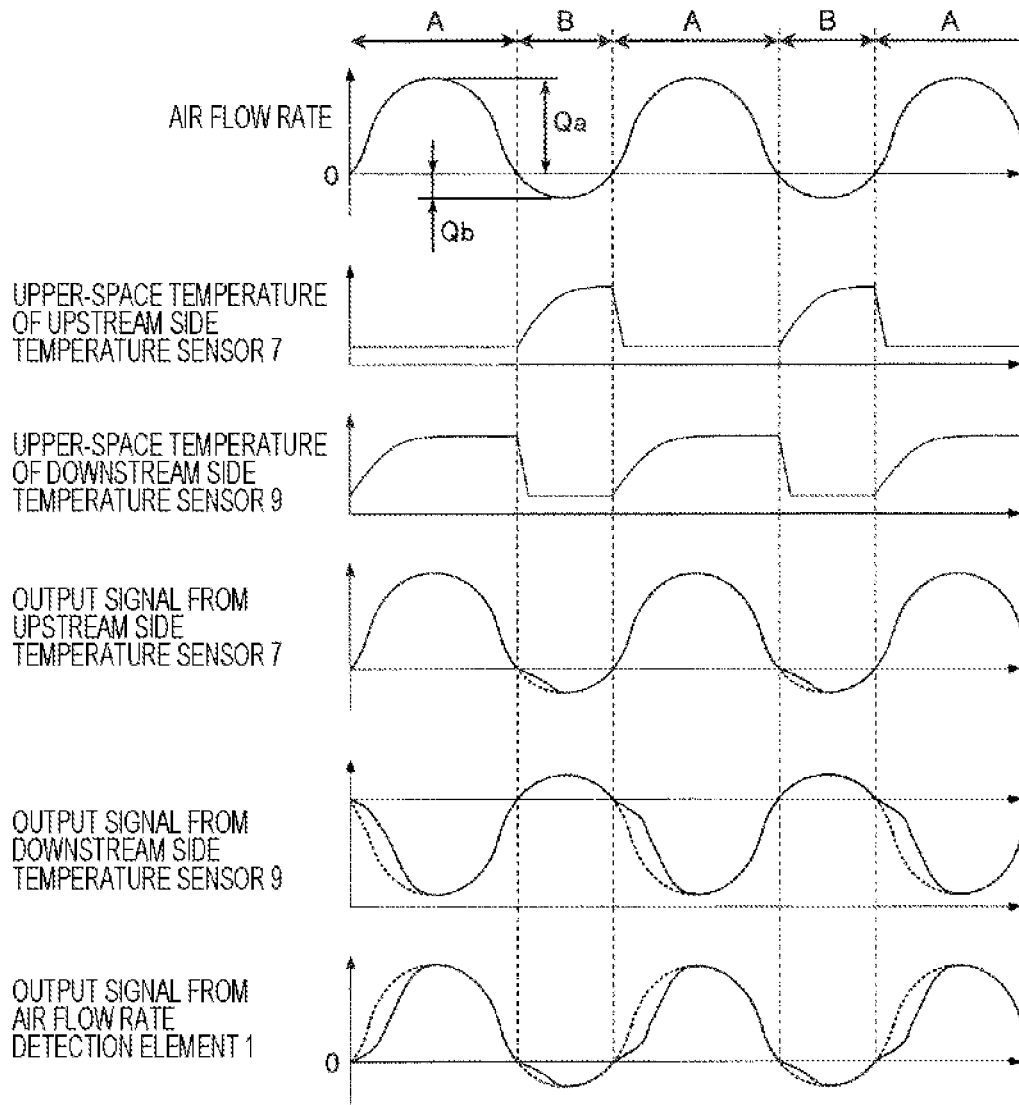 A B A B A
AIR FLOW RATE
Qa
0
Qb
UPPER-SPACE TEMPERATURE
OF UPSTREAM SIDE
TEMPERATURE SENSOR 7
UPPER-SPACE TEMPERATURE
OF DOWNSTREAM SIDE
TEMPERATURE SENSOR 9
OUTPUT SIGNAL FROM
UPSTREAM SIDE
TEMPERATURE SENSOR 7
OUTPUT SIGNAL FROM
DOWNSTREAM SIDE
TEMPERATURE SENSOR 9
OUTPUT SIGNAL FROM
AIR FLOW RATE
DETECTION ELEMENT 1
0